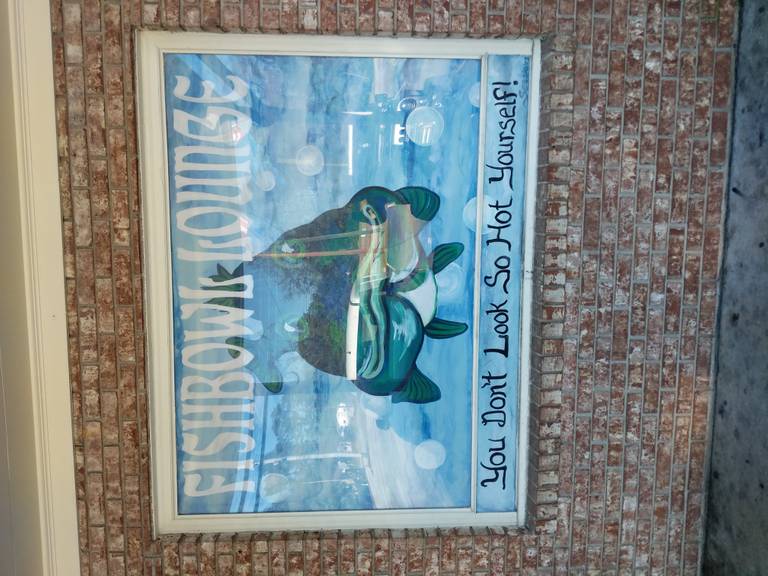 FISHBOWL LOUNGE
You Don't Look So Hot Yourself!